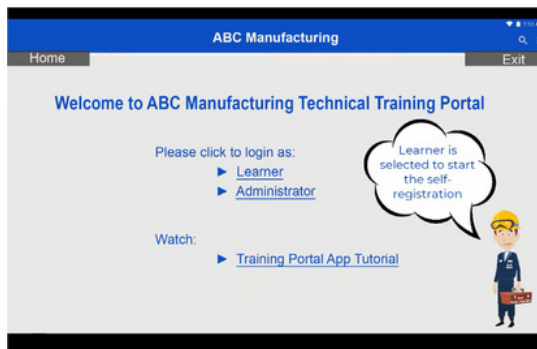 ABC Manufacturing
Home
Exit
Welcome to ABC Manufacturing Technical Training Portal
Please click to login as:
Learner
Administrator
Learner is
selected to start
the self-
registration
Watch:
Training Portal App Tutorial